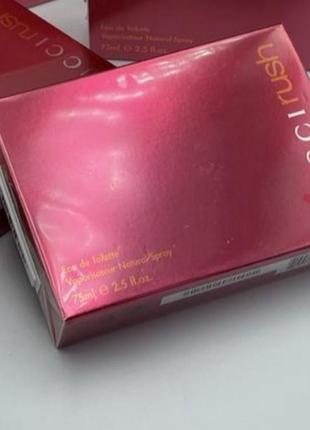 Eau de Toilette
Vaporisateur Natural Spray
75ml e 2.5 fl.oz.
CCI rush
CCI rush
Eau de Toilette
Vaporisateur Natural Spray
75ml ℮ 2.5 fl.oz.